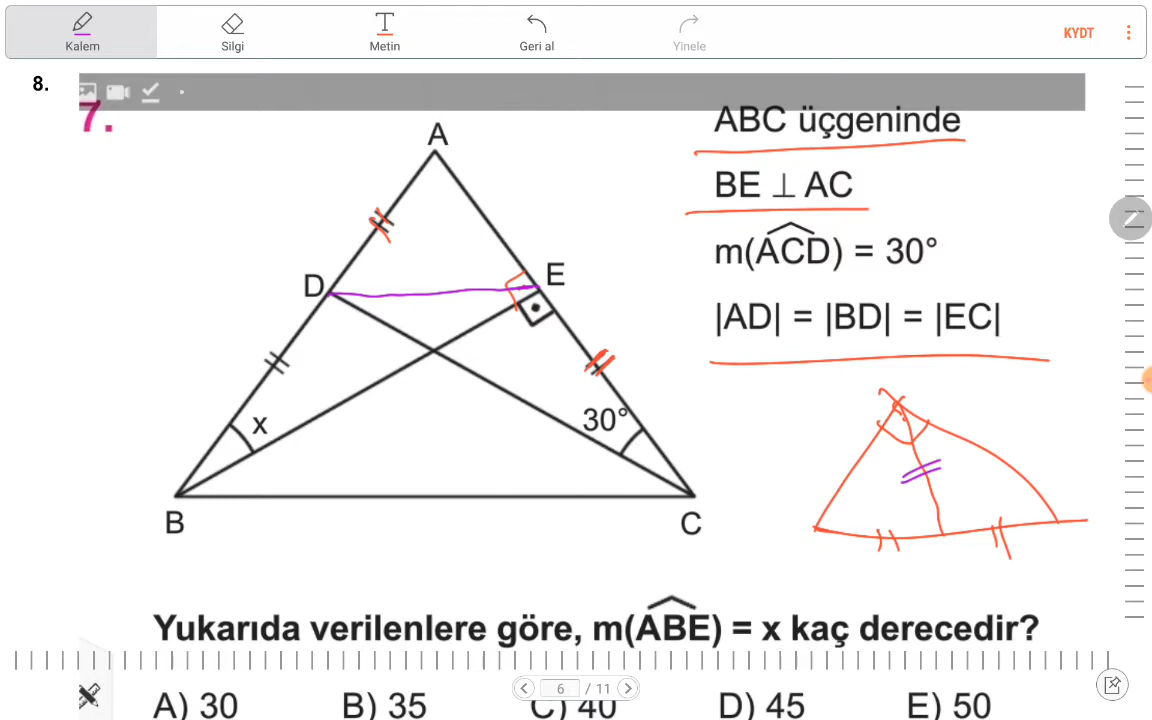 Kalem Silgi Metin Geri al Yinele KYDT
8.
7.
ABC üçgeninde
BE ⊥ AC
m(ACD) = 30°
|AD| = |BD| = |EC|
A
D
E
x
30°
B
C
Yukarıda verilenlere göre, m(ABE) = x kaç derecedir?
6 / 11
A) 30 B) 35 C) 40 D) 45 E) 50